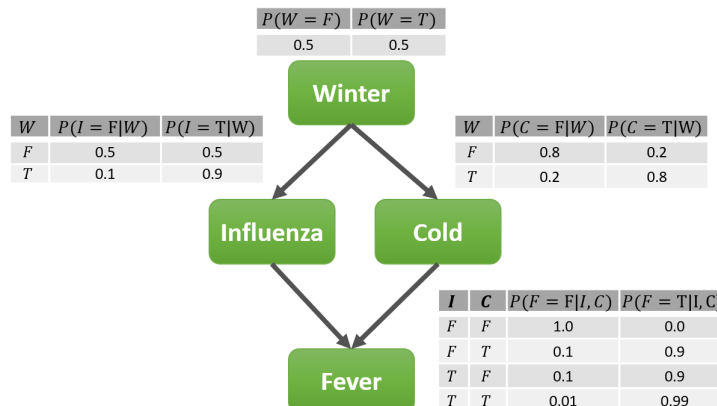 P(W = F) P(W = T)
0.5 0.5
Winter
W P(I = F|W) P(I = T|W)
F 0.5 0.5
T 0.1 0.9
W P(C = F|W) P(C = T|W)
F 0.8 0.2
T 0.2 0.8
Influenza
Cold
I C P(F = F|I, C) P(F = T|I, C)
F F 1.0 0.0
F T 0.1 0.9
T F 0.1 0.9
T T 0.01 0.99
Fever